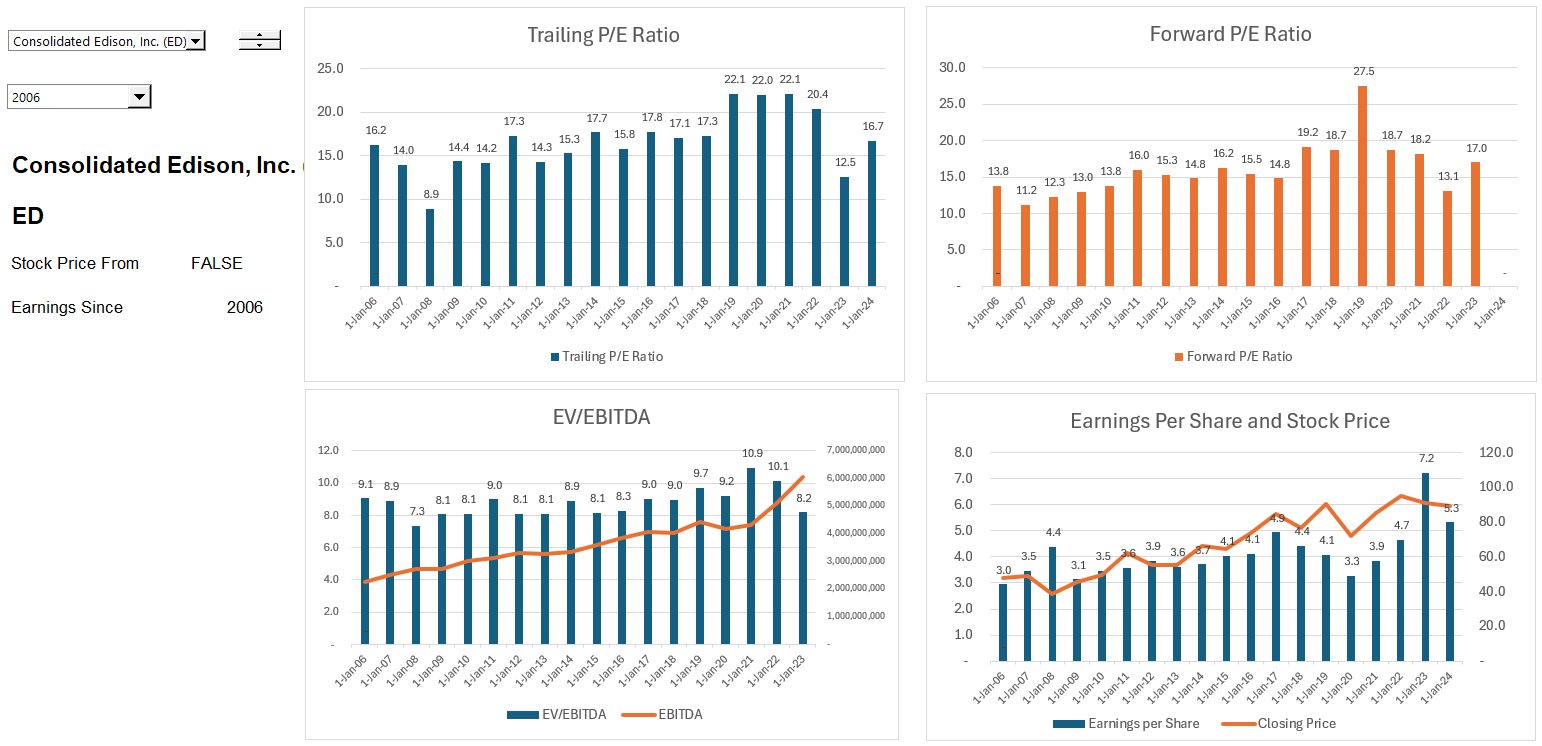 Consolidated Edison, Inc. (ED)
2006
Consolidated Edison, Inc. (
ED
Stock Price From FALSE
Earnings Since 2006
Trailing P/E Ratio
25.0
20.0
15.0
10.0
5.0
-
16.2 14.0 8.9 14.4 14.2 17.3 14.3 15.3 17.7 15.8 17.8 17.1 17.3 22.1 22.0 22.1 20.4 12.5 16.7
1-Jan-06 1-Jan-07 1-Jan-08 1-Jan-09 1-Jan-10 1-Jan-11 1-Jan-12 1-Jan-13 1-Jan-14 1-Jan-15 1-Jan-16 1-Jan-17 1-Jan-18 1-Jan-19 1-Jan-20 1-Jan-21 1-Jan-22 1-Jan-23 1-Jan-24
Trailing P/E Ratio
Forward P/E Ratio
30.0
25.0
20.0
15.0
10.0
5.0
-
13.8 11.2 12.3 13.0 13.8 16.0 15.3 14.8 16.2 15.5 14.8 19.2 18.7 27.5 18.7 18.2 13.1 17.0 -
-
1-Jan-06 1-Jan-07 1-Jan-08 1-Jan-09 1-Jan-10 1-Jan-11 1-Jan-12 1-Jan-13 1-Jan-14 1-Jan-15 1-Jan-16 1-Jan-17 1-Jan-18 1-Jan-19 1-Jan-20 1-Jan-21 1-Jan-22 1-Jan-23 1-Jan-24
Forward P/E Ratio
EV/EBITDA
12.0
10.0
8.0
6.0
4.0
2.0
-
9.1 8.9 7.3 8.1 8.1 9.0 8.1 8.1 8.9 8.1 8.3 9.0 9.0 9.7 9.2 10.9 10.1 8.2
7,000,000,000
6,000,000,000
5,000,000,000
4,000,000,000
3,000,000,000
2,000,000,000
1,000,000,000
-
1-Jan-06 1-Jan-07 1-Jan-08 1-Jan-09 1-Jan-10 1-Jan-11 1-Jan-12 1-Jan-13 1-Jan-14 1-Jan-15 1-Jan-16 1-Jan-17 1-Jan-18 1-Jan-19 1-Jan-20 1-Jan-21 1-Jan-22 1-Jan-23
EV/EBITDA EBITDA
Earnings Per Share and Stock Price
8.0
7.0
6.0
5.0
4.0
3.0
2.0
1.0
-
3.0 3.5 4.4 3.1 3.5 3.6 3.9 3.6 3.7 4.1 4.1 4.9 4.4 4.1 3.3 3.9 4.7 7.2 5.3
120.0
100.0
80.0
60.0
40.0
20.0
-
1-Jan-06 1-Jan-07 1-Jan-08 1-Jan-09 1-Jan-10 1-Jan-11 1-Jan-12 1-Jan-13 1-Jan-14 1-Jan-15 1-Jan-16 1-Jan-17 1-Jan-18 1-Jan-19 1-Jan-20 1-Jan-21 1-Jan-22 1-Jan-23 1-Jan-24
Earnings per Share Closing Price